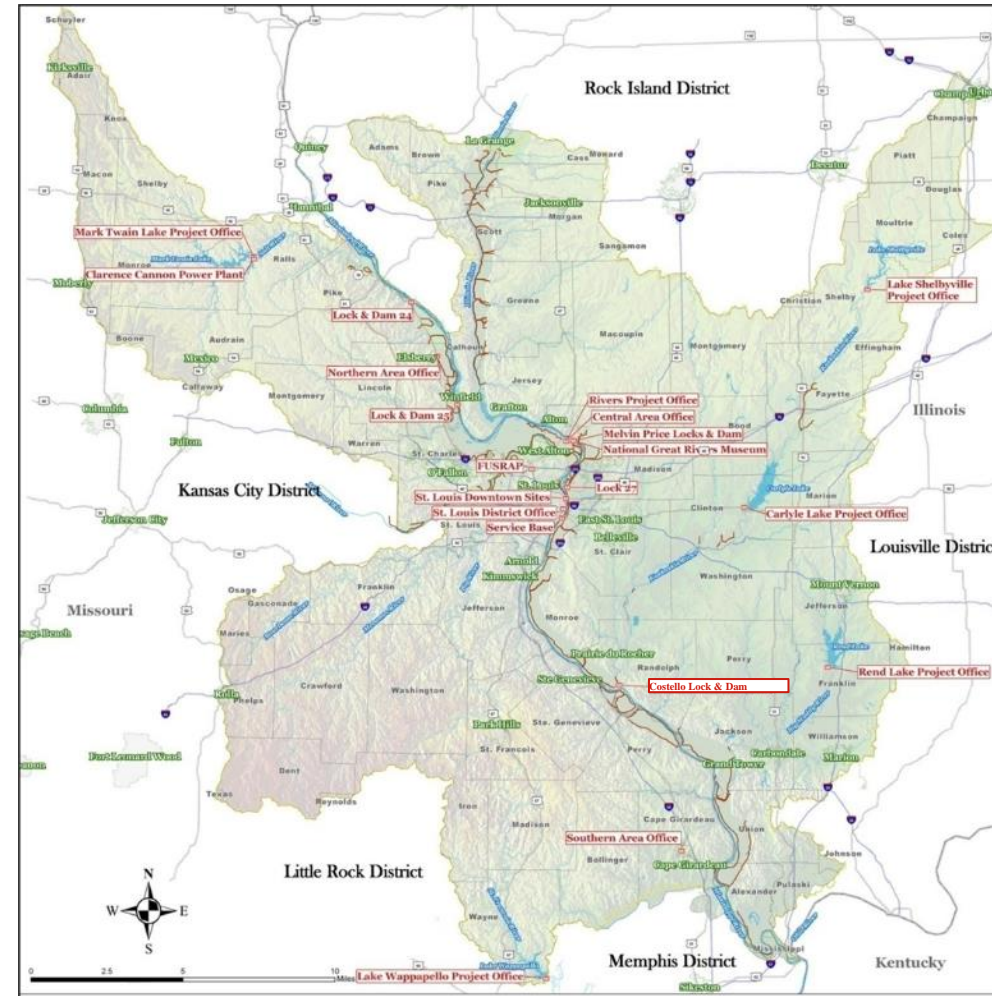 Schuyler
Kirksville
Adair
Rock Island District
Knox
Champaign
Quincy
Adams
Brown
La Grange
Cass
Menard
Decatur
Piatt
Macon
Shelby
Pike
Douglas
Hannibal
Jacksonville
Morgan
Scott
Moultrie
Coles
Mark Twain Lake Project Office
Sangamon
Monroe
Ralls
Clarence Cannon Power Plant
Pike
Greene
Christian
Shelby
Lake Shelbyville
Project Office
Moberly
Lock & Dam 24
Boone
Audrain
Calhoun
Macoupin
Montgomery
Effingham
Mexico
Elsberry
Northern Area Office
Callaway
Lincoln
Jersey
Fayette
Montgomery
Winfield
Grafton
Rivers Project Office
Columbia
Lock & Dam 25
Alton
Central Area Office
Bond
Illinois
Melvin Price Locks & Dam
Fulton
Warren
St. Charles
West Alton
National Great Rivers Museum
O'Fallon
FUSRAP
Madison
Kansas City District
St. Louis
Lock 27
Carlyle Lake
Marion
St. Louis Downtown Sites
Clinton
Carlyle Lake Project Office
St. Louis District Office
Jefferson City
Service Base
East St. Louis
St. Louis
Belleville
St. Clair
Louisville Distric
Arnold
Kimmswick
Washington
Osage
Franklin
Mount Vernon
Missouri
Gasconade
Jefferson
Jefferson
Monroe
Maries
Prairie du Rocher
Hamilton
Randolph
Perry
Rend Lake Project Office
Ste Genevieve
Costello Lock & Dam
Franklin
Crawford
Washington
Rolla
Phelps
Park Hills
Ste. Genevieve
Jackson
Williamson
St. Francois
Perry
Carbondale
Marion
Fort Leonard Wood
Grand Tower
Dent
Texas
Reynolds
Iron
Madison
Cape Girardeau
Union
Southern Area Office
Johnson
Bollinger
Cape Girardeau
Little Rock District
Pulaski
Alexander
N
Wayne
W
E
S
Mississippi
Memphis District
Kentucky
0
5
10
Miles
Lake Wappapello Project Office
Sikeston